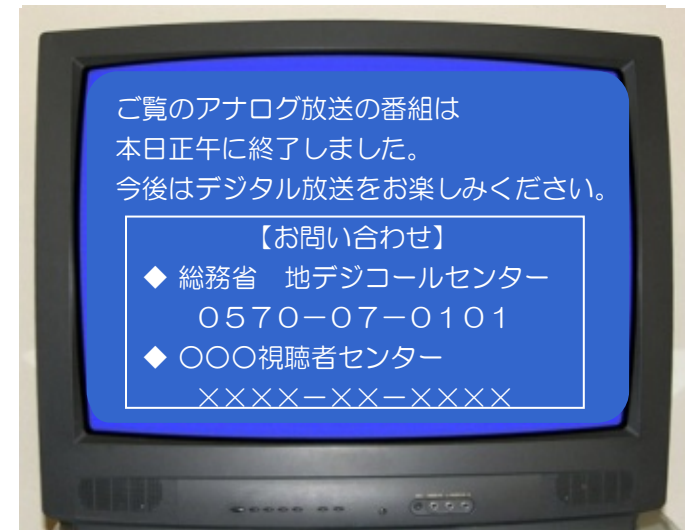 ご覧のアナログ放送の番組は
本日正午に終了しました。
今後はデジタル放送をお楽しみください。
【お問い合わせ】
◆ 総務省　地デジコールセンター
０５７０－０７－０１０１
◆ ○○○視聴者センター
××××－××－××××